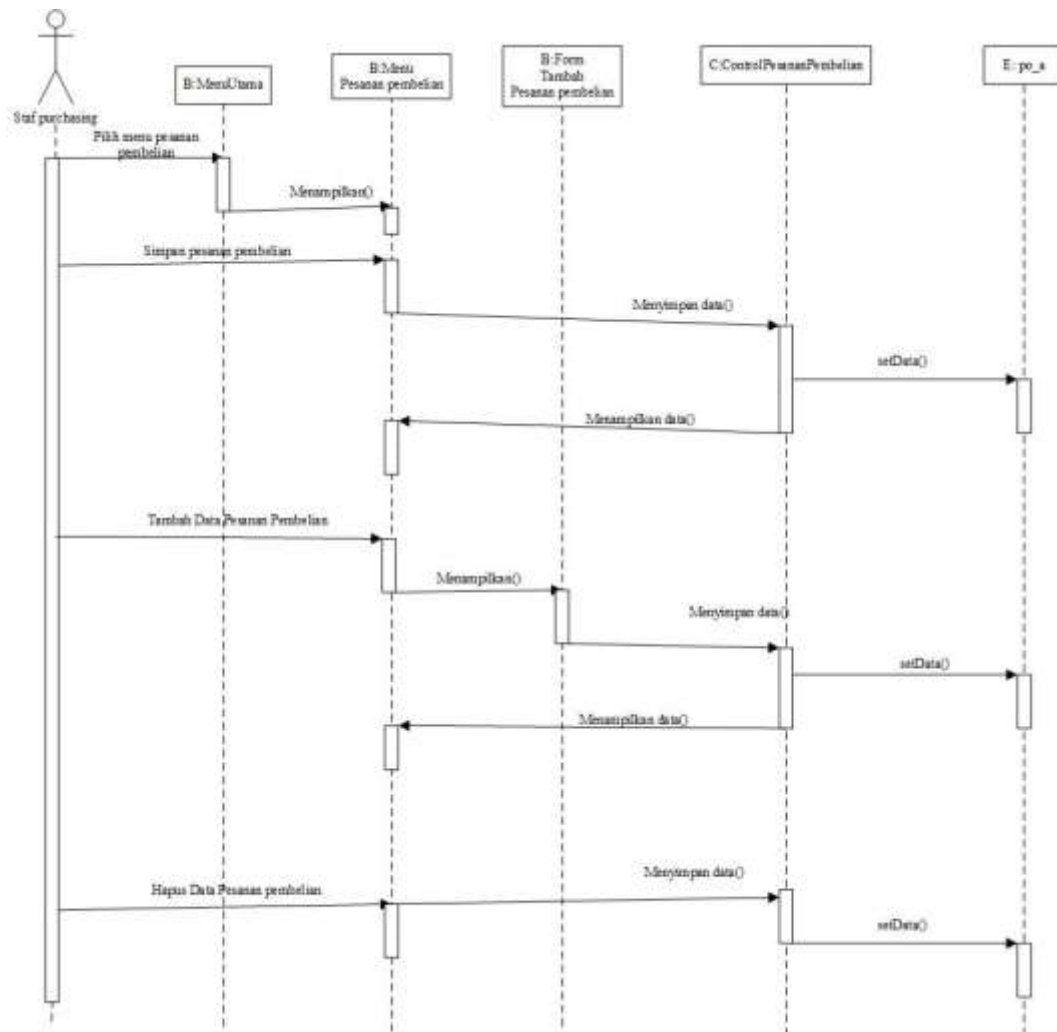 B:Menu
Pesanan pembelian
B:Form
Tambah
Pesanan pembelian
C:ControlPesananPembelian
E: po_a
B:MenuUtama
Staf purchasing
Pilih menu pesanan
pembelian
Menampilkan()
Simpan pesanan pembelian
Menyimpan data()
setData()
Menampilkan data()
Tambah Data Pesanan Pembelian
Menampilkan()
Menyimpan data()
setData()
Menampilkan data()
Menyimpan data()
Hapus Data Pesanan pembelian
setData()